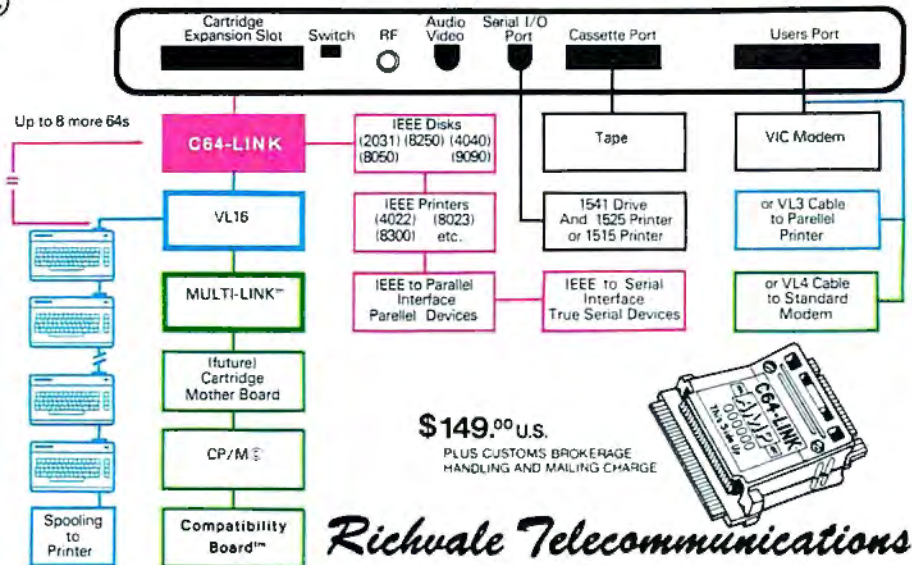 Cartridge
Expansion Slot
Switch
RF
Audio
Video
Serial I/O
Port
Cassette Port
Users Port
Up to 8 more 64s
C64-LINK
IEEE Disks
(2031) (8250) (4040)
(8050) (9090)
Tape
VIC Modem
VL16
IEEE Printers
(4022) (8023)
(8300) etc.
1541 Drive
And 1525 Printer
or 1515 Printer
or VL3 Cable
to Parellel
Printer
MULTI-LINK™
IEEE to Parallel
Interface
Parellel Devices
IEEE to Serial
Interface
True Serial Devices
or VL4 Cable
to Standard
Modem
(future)
Cartridge
Mother Board
CP/M®
Spooling
to
Printer
Compatibility
Board™
$149.00 U.S.
PLUS CUSTOMS BROKERAGE
HANDLING AND MAILING CHARGE
C64-LINK
000000
This Side Up
Richvale Telecommunications